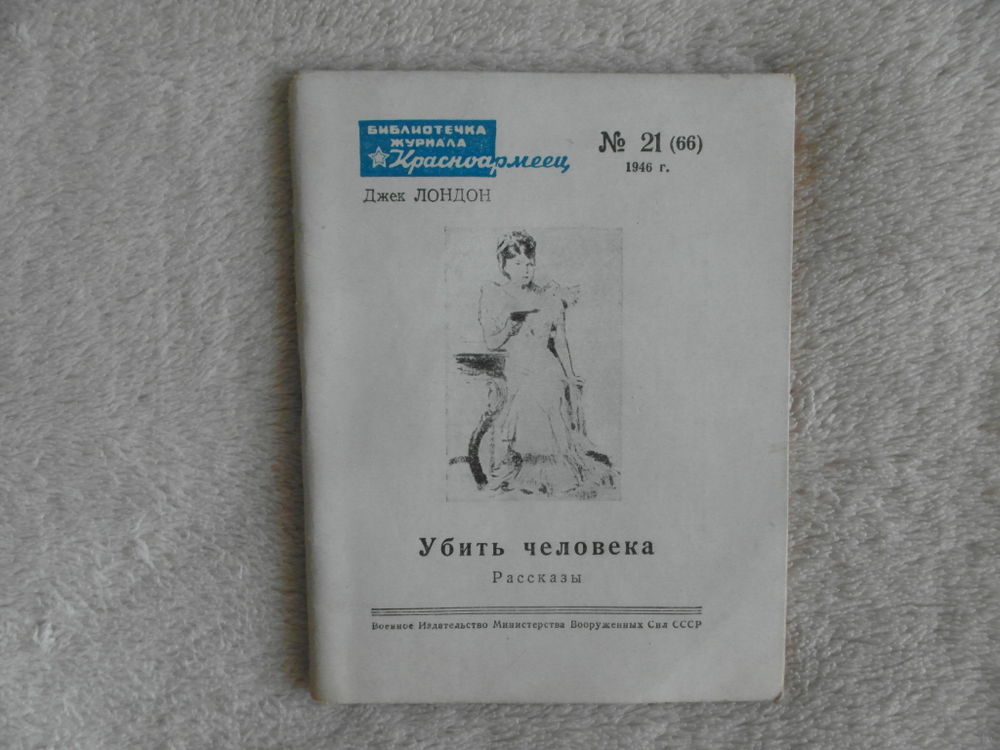 БИБЛИОТЕЧКА
ЖУРНАЛА
Красноармеец
№ 21 (66)
1946 г.
Джек ЛОНДОН
Убить человека
Рассказы
Военное Издательство Министерства Вооруженных Сил СССР